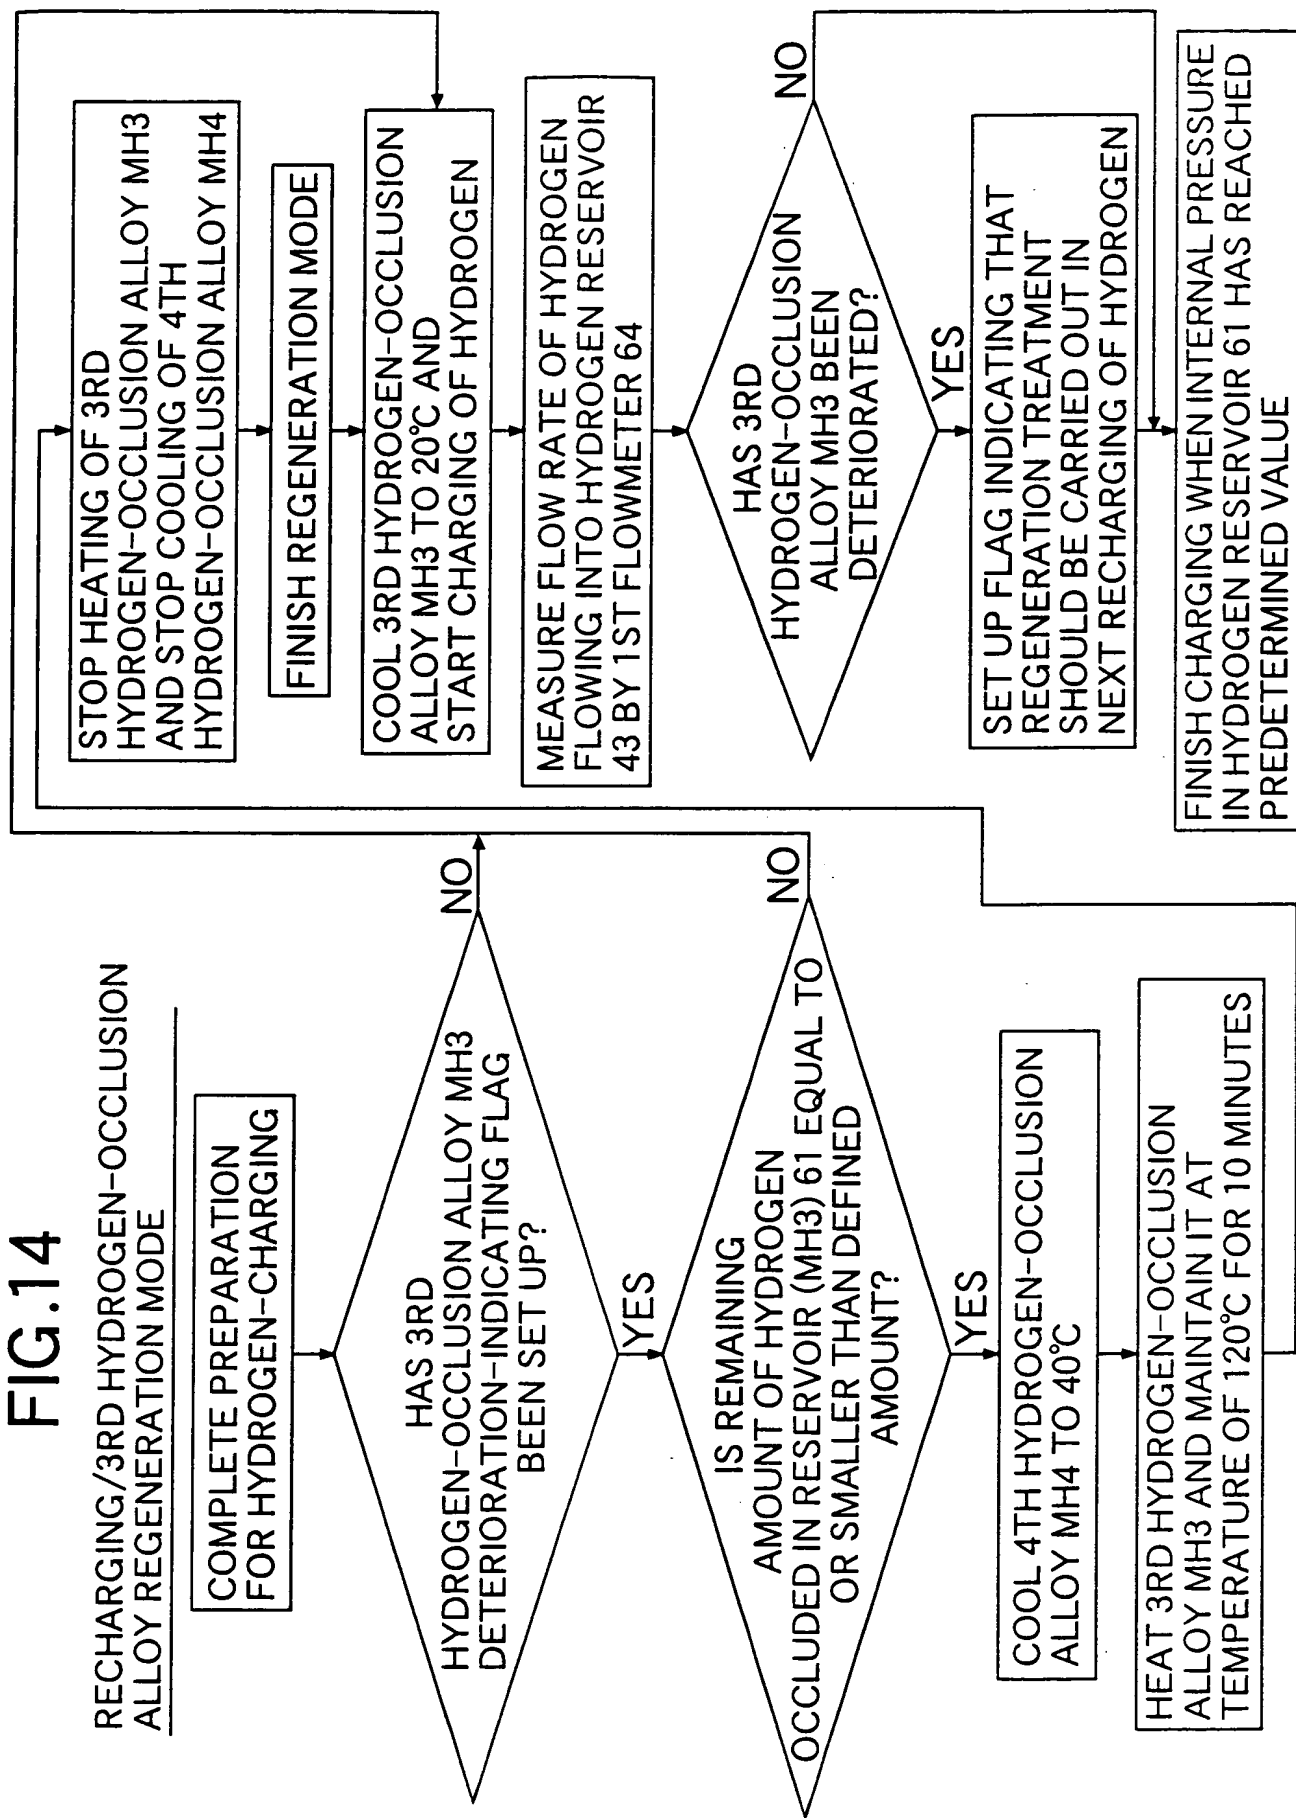 FIG.14
RECHARGING/3RD HYDROGEN-OCCLUSION
ALLOY REGENERATION MODE
COMPLETE PREPARATION
FOR HYDROGEN-CHARGING
HAS 3RD
HYDROGEN-OCCLUSION ALLOY MH3
DETERIORATION-INDICATING FLAG
BEEN SET UP?
NO
YES
IS REMAINING
AMOUNT OF HYDROGEN
OCCLUDED IN RESERVOIR (MH3) 61 EQUAL TO
OR SMALLER THAN DEFINED
AMOUNT?
NO
YES
COOL 4TH HYDROGEN-OCCLUSION
ALLOY MH4 TO 40°C
HEAT 3RD HYDROGEN-OCCLUSION
ALLOY MH3 AND MAINTAIN IT AT
TEMPERATURE OF 120°C FOR 10 MINUTES
STOP HEATING OF 3RD
HYDROGEN-OCCLUSION ALLOY MH3
AND STOP COOLING OF 4TH
HYDROGEN-OCCLUSION ALLOY MH4
FINISH REGENERATION MODE
COOL 3RD HYDROGEN-OCCLUSION
ALLOY MH3 TO 20°C AND
START CHARGING OF HYDROGEN
MEASURE FLOW RATE OF HYDROGEN
FLOWING INTO HYDROGEN RESERVOIR
43 BY 1ST FLOWMETER 64
HAS 3RD
HYDROGEN-OCCLUSION
ALLOY MH3 BEEN
DETERIORATED?
NO
YES
SET UP FLAG INDICATING THAT
REGENERATION TREATMENT
SHOULD BE CARRIED OUT IN
NEXT RECHARGING OF HYDROGEN
FINISH CHARGING WHEN INTERNAL PRESSURE
IN HYDROGEN RESERVOIR 61 HAS REACHED
PREDETERMINED VALUE